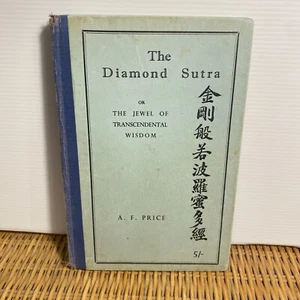 The
Diamond Sutra
OR
THE JEWEL OF
TRANSCENDENTAL
WISDOM
A. F. PRICE
金剛般若波羅蜜多經
5/-